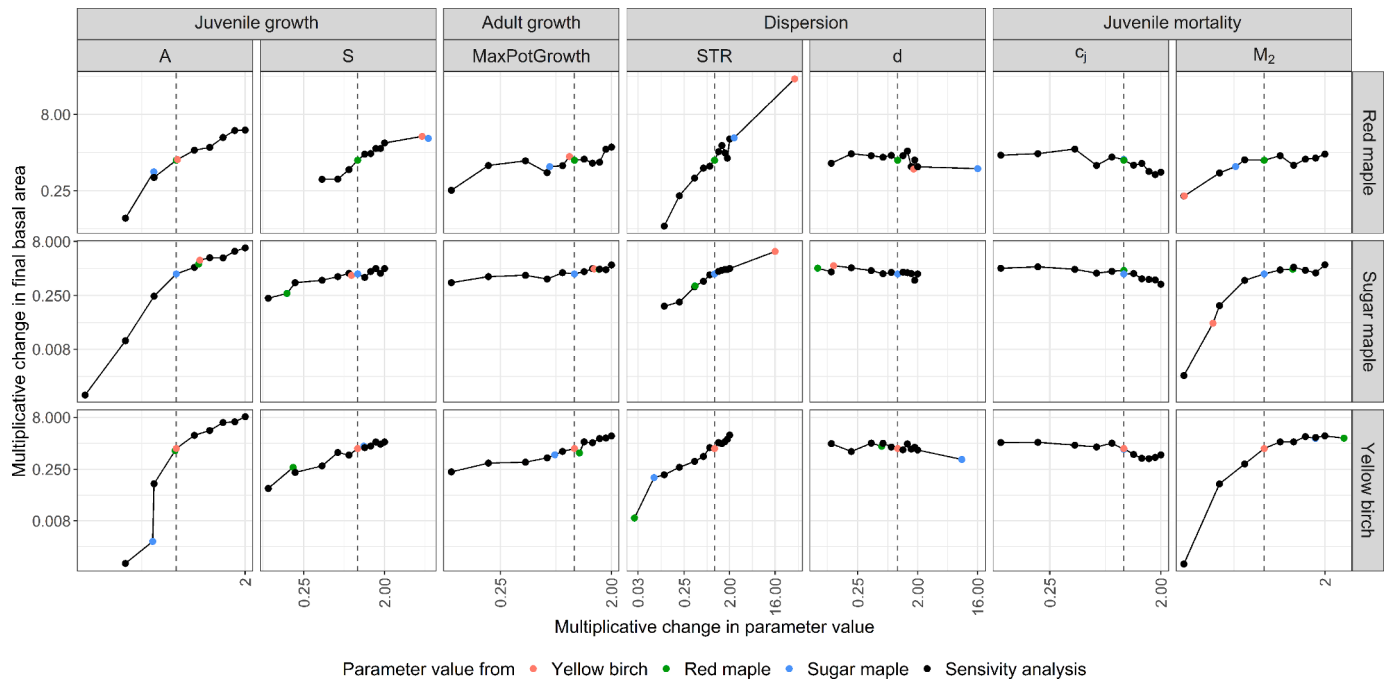 Juvenile growth Adult growth Dispersion Juvenile mortality
A S MaxPotGrowth STR d cj M2
Multiplicative change in final basal area
8.00
0.25
Red maple
8.000
0.250
0.008
Sugar maple
8.000
0.250
0.008
Yellow birch
2 0.25 2.00 0.25 2.00 0.03 0.25 2.00 16.00 0.25 2.00 16.00 0.25 2.00 2
Multiplicative change in parameter value
Parameter value from Yellow birch Red maple Sugar maple Sensivity analysis